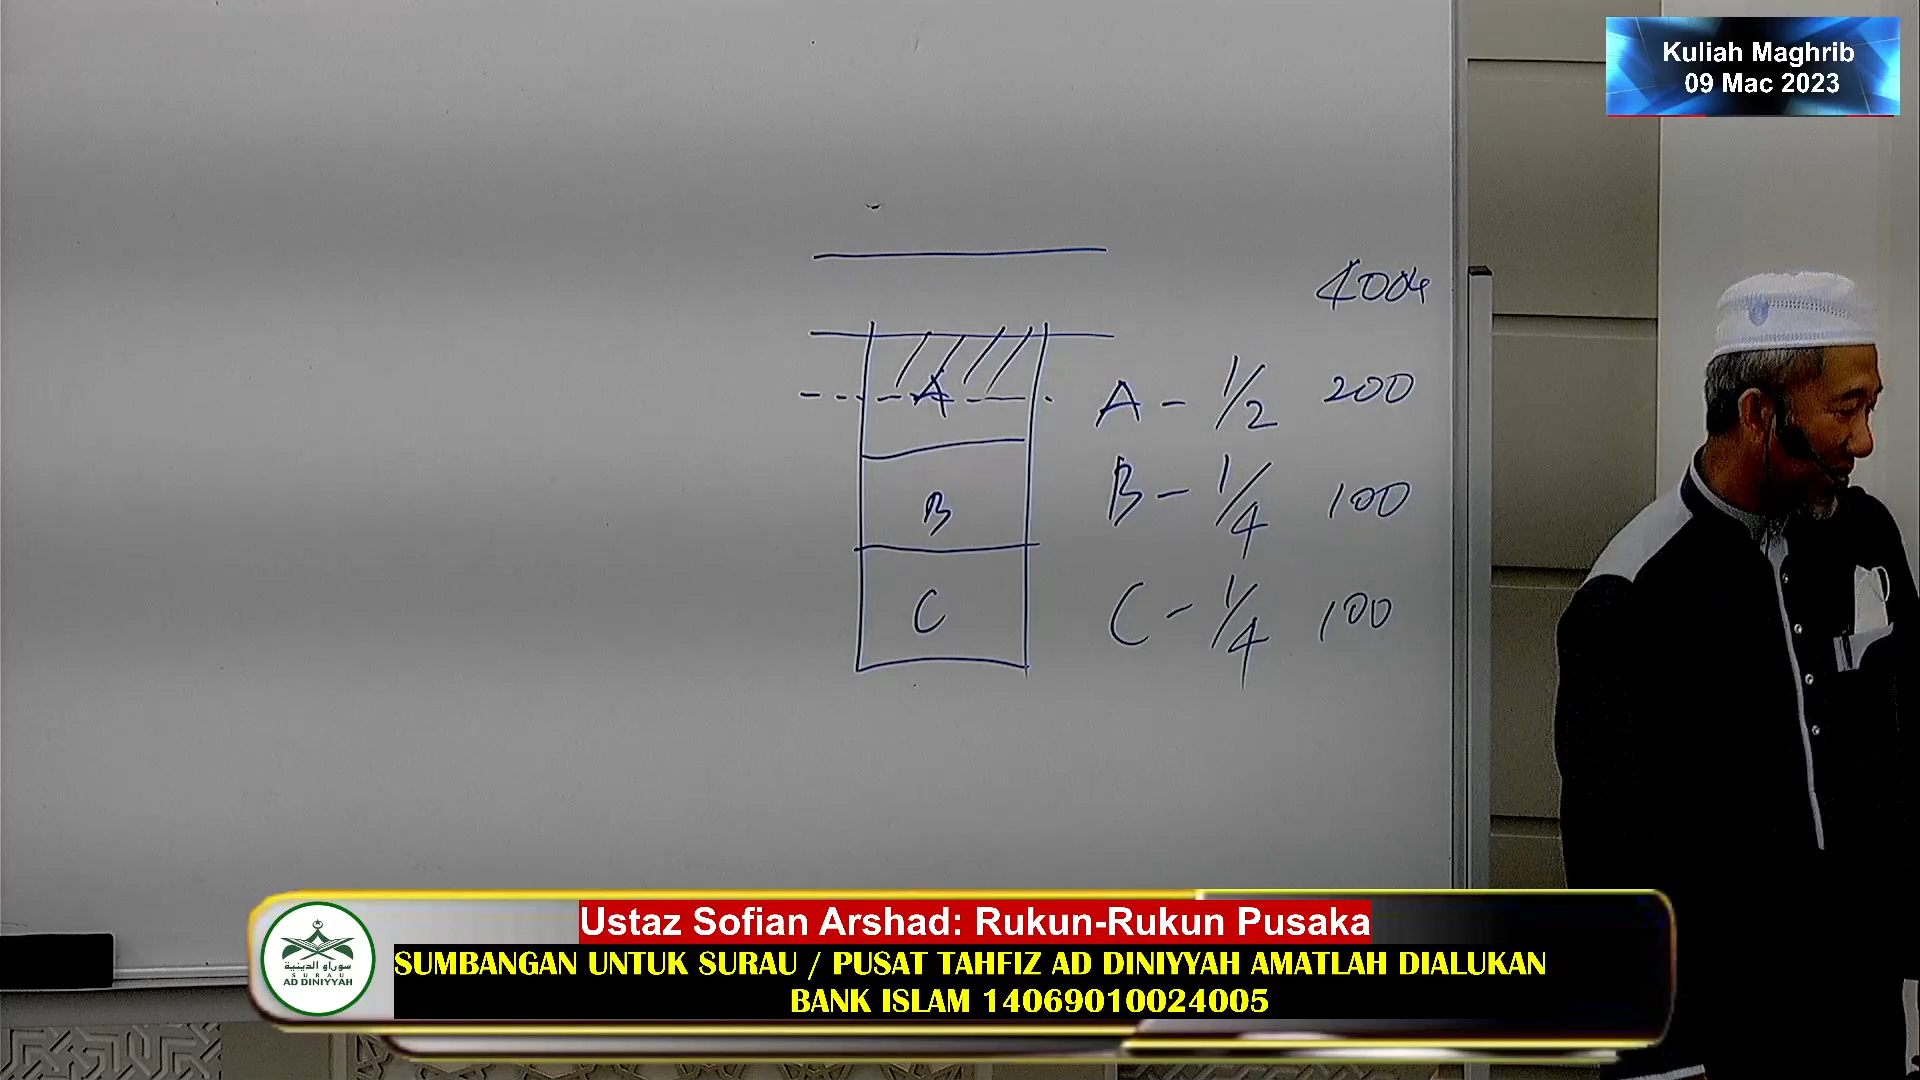 Kuliah Maghrib
09 Mac 2023
A
B
C
A - 1/2 200
B - 1/4 100
C - 1/4 100
Ustaz Sofian Arshad: Rukun-Rukun Pusaka
SUMBANGAN UNTUK SURAU / PUSAT TAHFIZ AD DINIYYAH AMATLAH DIALUKAN
BANK ISLAM 14069010024005
سوراو الدينية
SURAU
AD DINIYYAH